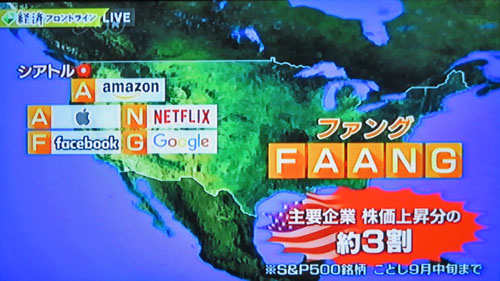 経済フロントライン LIVE
シアトル
A amazon
A N NETFLIX
F facebook G Google
ファング
FAANG
主要企業 株価上昇分の
約3割
※S&P500銘柄 ことし9月中旬まで